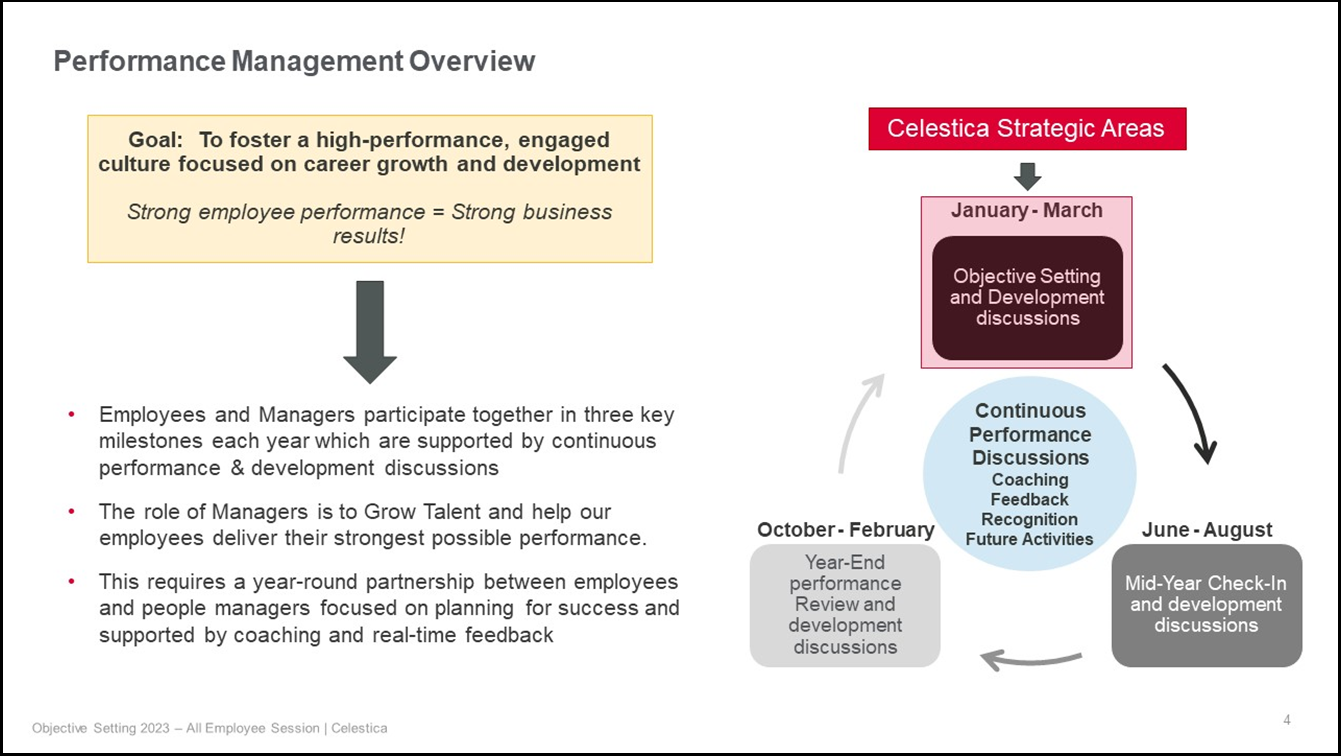 Performance Management Overview
Goal: To foster a high-performance, engaged
culture focused on career growth and development
Strong employee performance = Strong business
results!
• Employees and Managers participate together in three key
milestones each year which are supported by continuous
performance & development discussions
• The role of Managers is to Grow Talent and help our
employees deliver their strongest possible performance.
• This requires a year-round partnership between employees
and people managers focused on planning for success and
supported by coaching and real-time feedback
Celestica Strategic Areas
January - March
Objective Setting
and Development
discussions
Continuous
Performance
Discussions
Coaching
Feedback
Recognition
Future Activities
June - August
Mid-Year Check-In
and development
discussions
October - February
Year-End
performance
Review and
development
discussions
Objective Setting 2023 – All Employee Session | Celestica
4